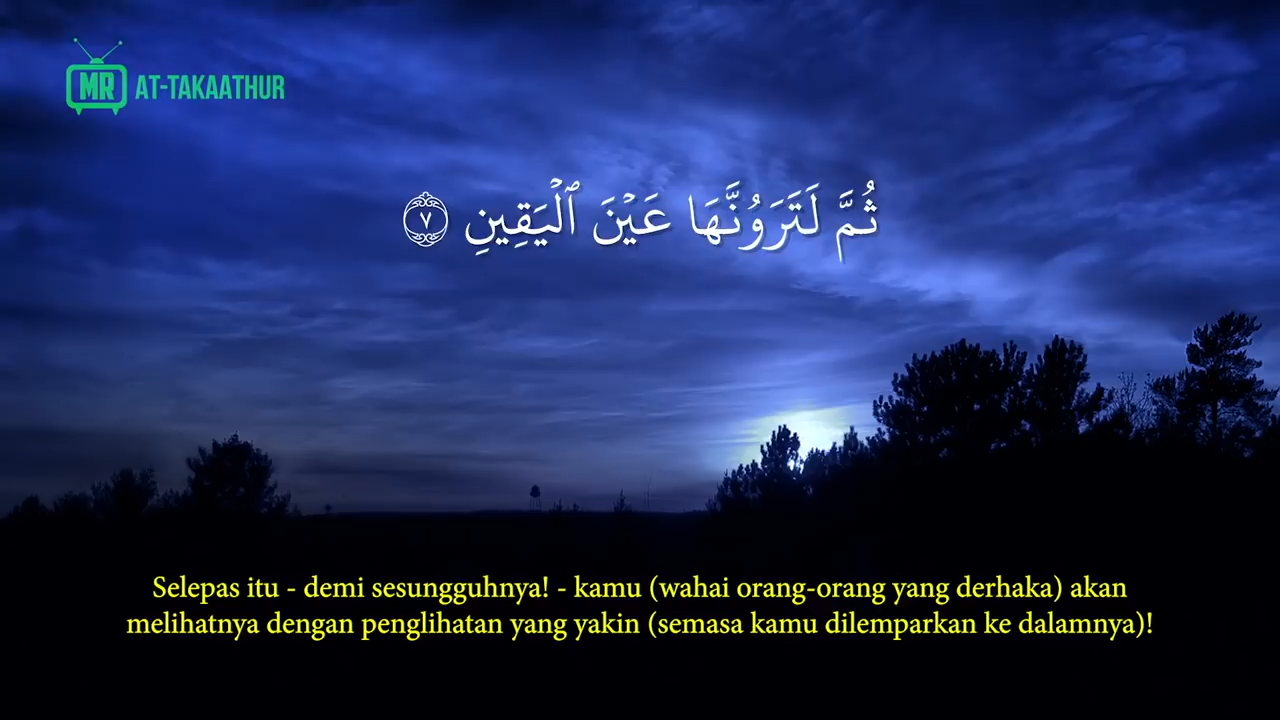 MR AT-TAKAATHUR
ثُمَّ لَتَرَوُنَّهَا عَيْنَ ٱلْيَقِينِ ٧
Selepas itu - demi sesungguhnya! - kamu (wahai orang-orang yang derhaka) akan
melihatnya dengan penglihatan yang yakin (semasa kamu dilemparkan ke dalamnya)!